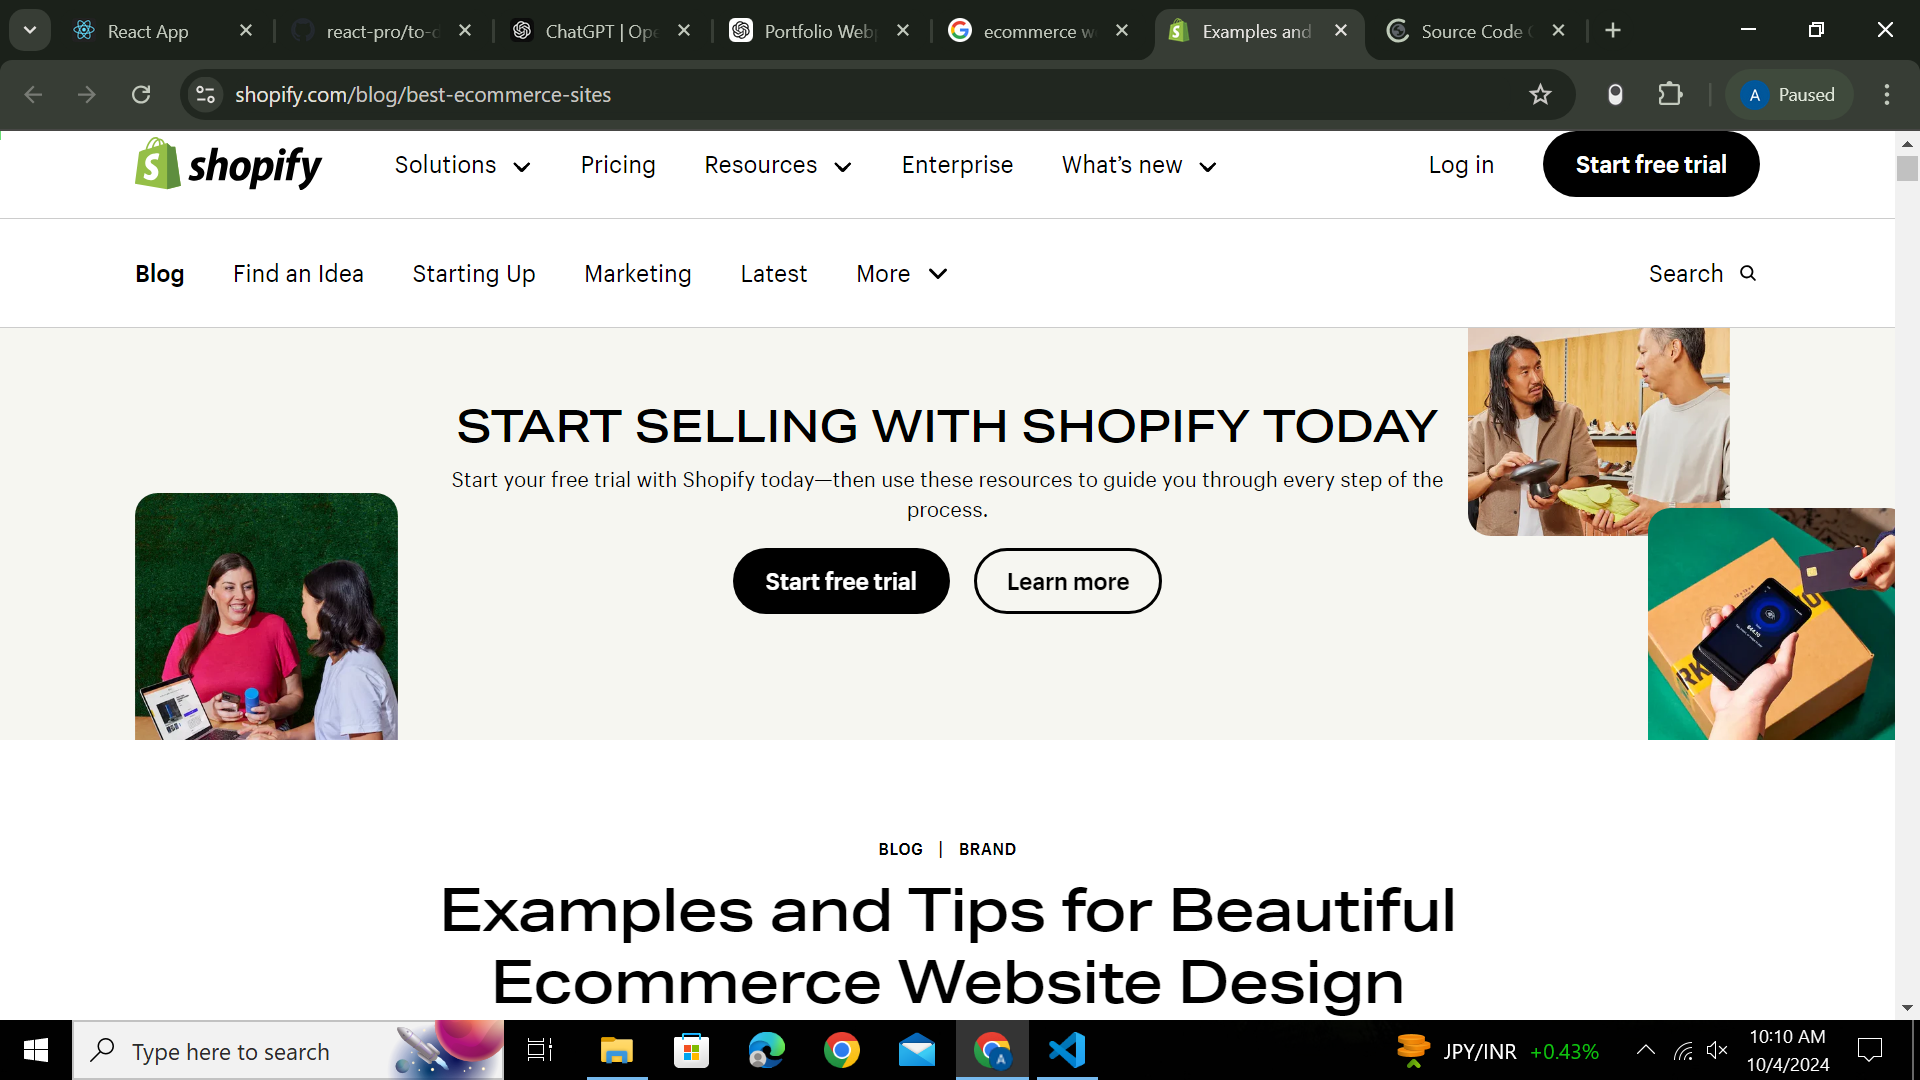 React App
react-pro/to-d
ChatGPT | Ope
Portfolio Webp
ecommerce we
Examples and
Source Code
shopify.com/blog/best-ecommerce-sites
A Paused
shopify
Solutions
Pricing
Resources
Enterprise
What's new
Log in
Start free trial
Blog
Find an Idea
Starting Up
Marketing
Latest
More
Search
START SELLING WITH SHOPIFY TODAY
Start your free trial with Shopify today—then use these resources to guide you through every step of the
process.
Start free trial
Learn more
BLOG | BRAND
Examples and Tips for Beautiful
Ecommerce Website Design
Type here to search
JPY/INR +0.43%
10:10 AM
10/4/2024